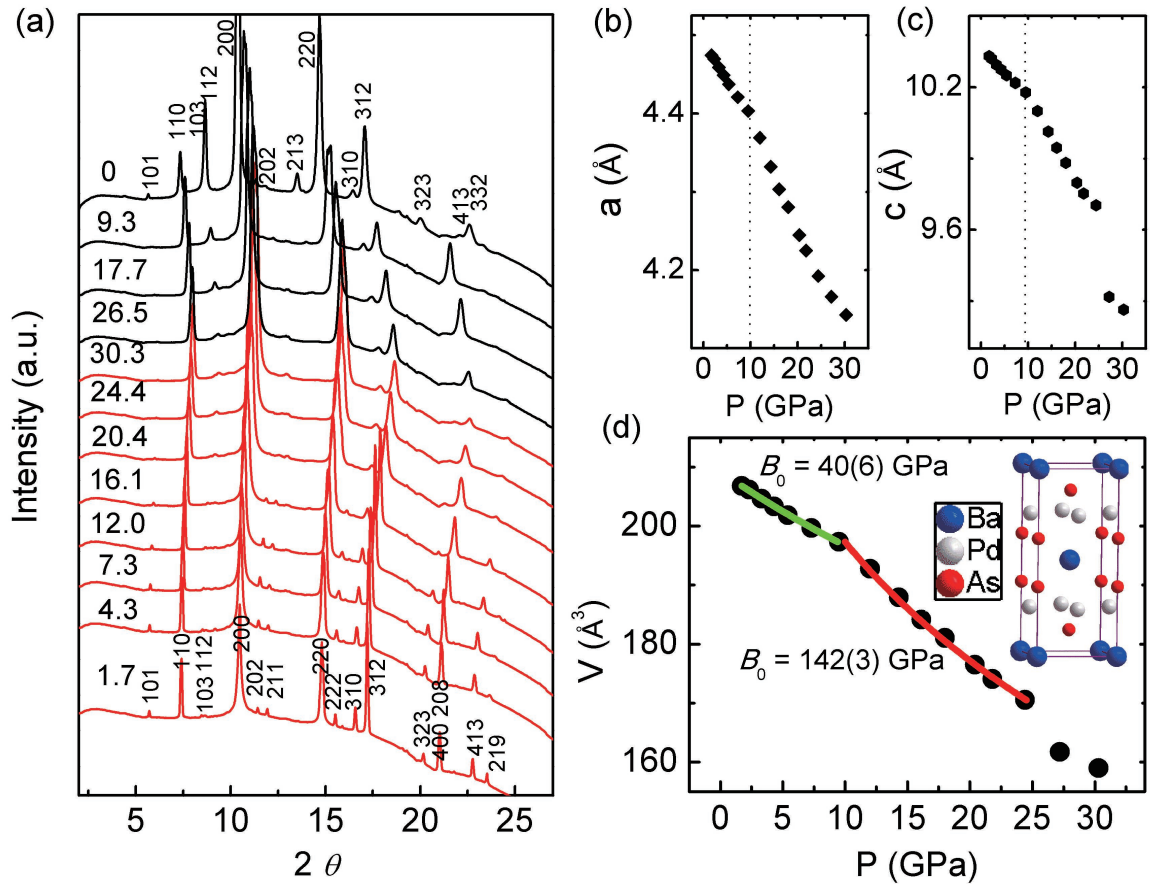 (a)
Intensity (a.u.)
2 θ
5 10 15 20 25
0
9.3
17.7
26.5
30.3
24.4
20.4
16.1
12.0
7.3
4.3
1.7
101
110
103
112
200
202
213
220
310
312
323
413
332
101
110
103
112
200
202
211
220
222
310
312
323
400
208
413
219
(b)
a (Å)
4.4
4.2
0 10 20 30
P (GPa)
(c)
c (Å)
10.2
9.6
0 10 20 30
P (GPa)
(d)
B0 = 40(6) GPa
B0 = 142(3) GPa
Ba
Pd
As
V (Å3)
200
180
160
0 5 10 15 20 25 30
P (GPa)